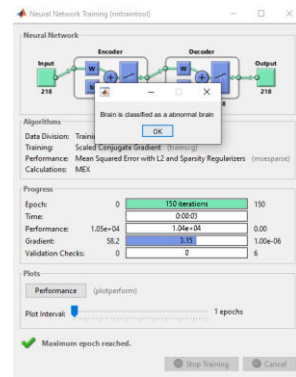 Neural Network Training (nntraintool)
Neural Network
Encoder Decoder
Input Output
W W
b
218 218
Brain is classified as a abnormal brain
OK
Algorithms
Data Division: Training
Training: Scaled Conjugate Gradient (trainscg)
Performance: Mean Squared Error with L2 and Sparsity Regularizers (msesparse)
Calculations: MEX
Progress
Epoch: 0 150 iterations 150
Time: 0:00:03
Performance: 1.05e+04 1.04e+04 0.00
Gradient: 58.2 3.15 1.00e-06
Validation Checks: 0 0 6
Plots
Performance (plotperform)
Plot Interval: 1 epochs
Maximum epoch reached.
Stop Training Cancel